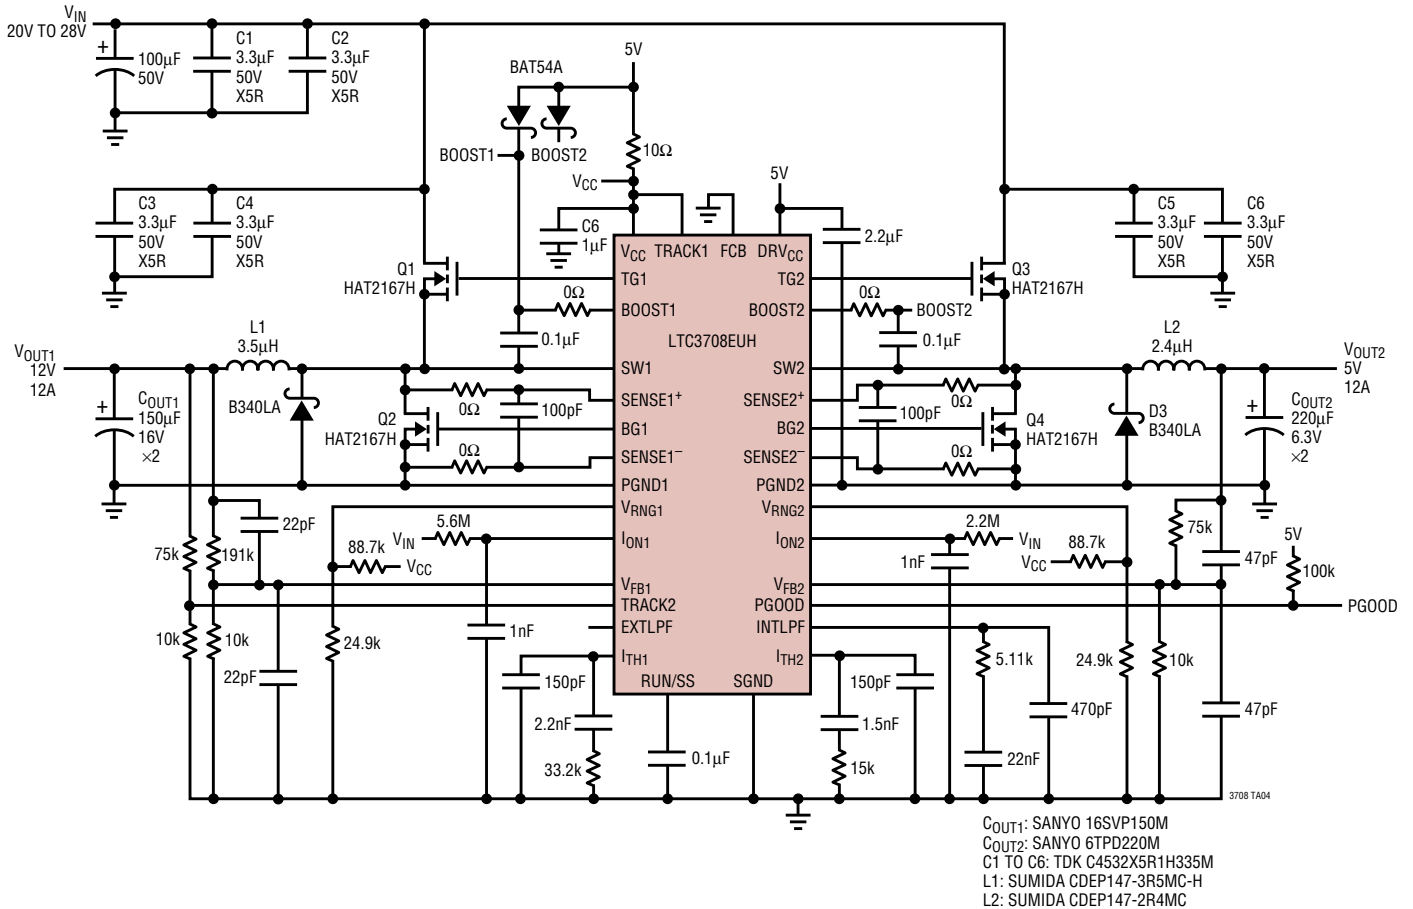 VIN
20V TO 28V
100µF
50V
C1
3.3µF
50V
X5R
C2
3.3µF
50V
X5R
BAT54A
5V
BOOST1
BOOST2
10Ω
VCC
5V
C3
3.3µF
50V
X5R
C4
3.3µF
50V
X5R
C6
1µF
2.2µF
C5
3.3µF
50V
X5R
C6
3.3µF
50V
X5R
VCC
TRACK1
FCB
DRVCC
Q1
HAT2167H
TG1
TG2
Q3
HAT2167H
0Ω
BOOST1
BOOST2
0Ω
BOOST2
LTC3708EUH
0.1µF
0.1µF
L1
3.5µH
L2
2.4µH
VOUT1
12V
12A
SW1
SW2
VOUT2
5V
12A
COUT1
150µF
16V
×2
B340LA
0Ω
100pF
SENSE1+
SENSE2+
100pF
0Ω
Q2
HAT2167H
BG1
BG2
Q4
HAT2167H
D3
B340LA
COUT2
220µF
6.3V
×2
0Ω
SENSE1–
SENSE2–
0Ω
PGND1
PGND2
VRNG1
VRNG2
22pF
VIN
5.6M
ION1
ION2
2.2M
VIN
75k
5V
75k
191k
88.7k
VCC
1nF
VCC
88.7k
47pF
100k
VFB1
VFB2
TRACK2
PGOOD
PGOOD
10k
10k
24.9k
1nF
EXTLPF
INTLPF
22pF
ITH1
ITH2
5.11k
24.9k
10k
150pF
RUN/SS
SGND
150pF
2.2nF
1.5nF
470pF
47pF
33.2k
0.1µF
15k
22nF
3708 TA04
COUT1: SANYO 16SVP150M
COUT2: SANYO 6TPD220M
C1 TO C6: TDK C4532X5R1H335M
L1: SUMIDA CDEP147-3R5MC-H
L2: SUMIDA CDEP147-2R4MC